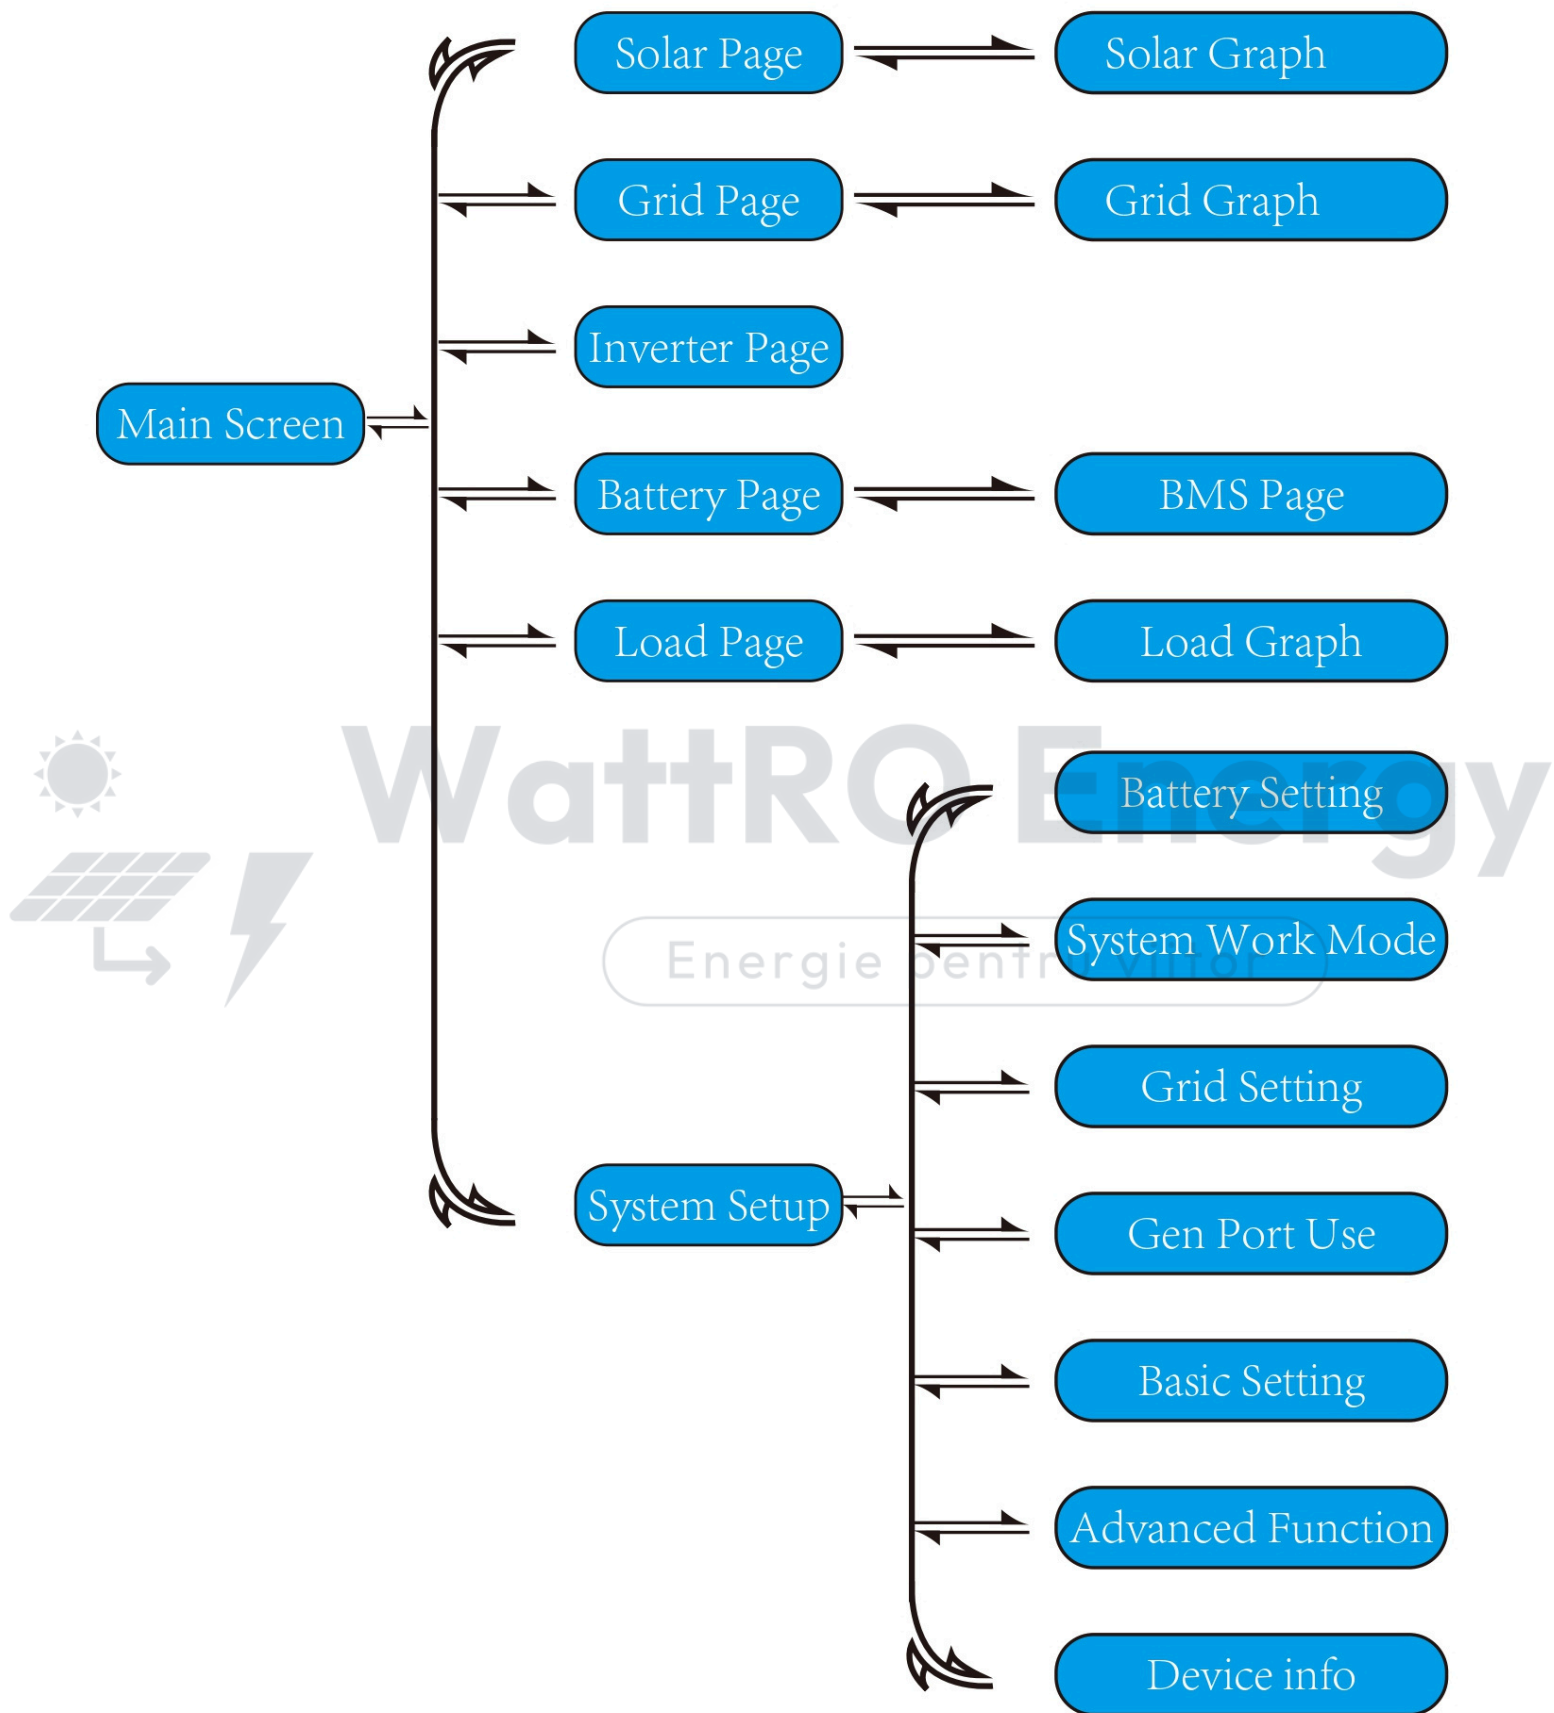 Solar Page
Solar Graph
Grid Page
Grid Graph
Inverter Page
Main Screen
Battery Page
BMS Page
Load Page
Load Graph
WattRO Energy
Battery Setting
System Work Mode
Energie pentru viitor
Grid Setting
System Setup
Gen Port Use
Basic Setting
Advanced Function
Device info